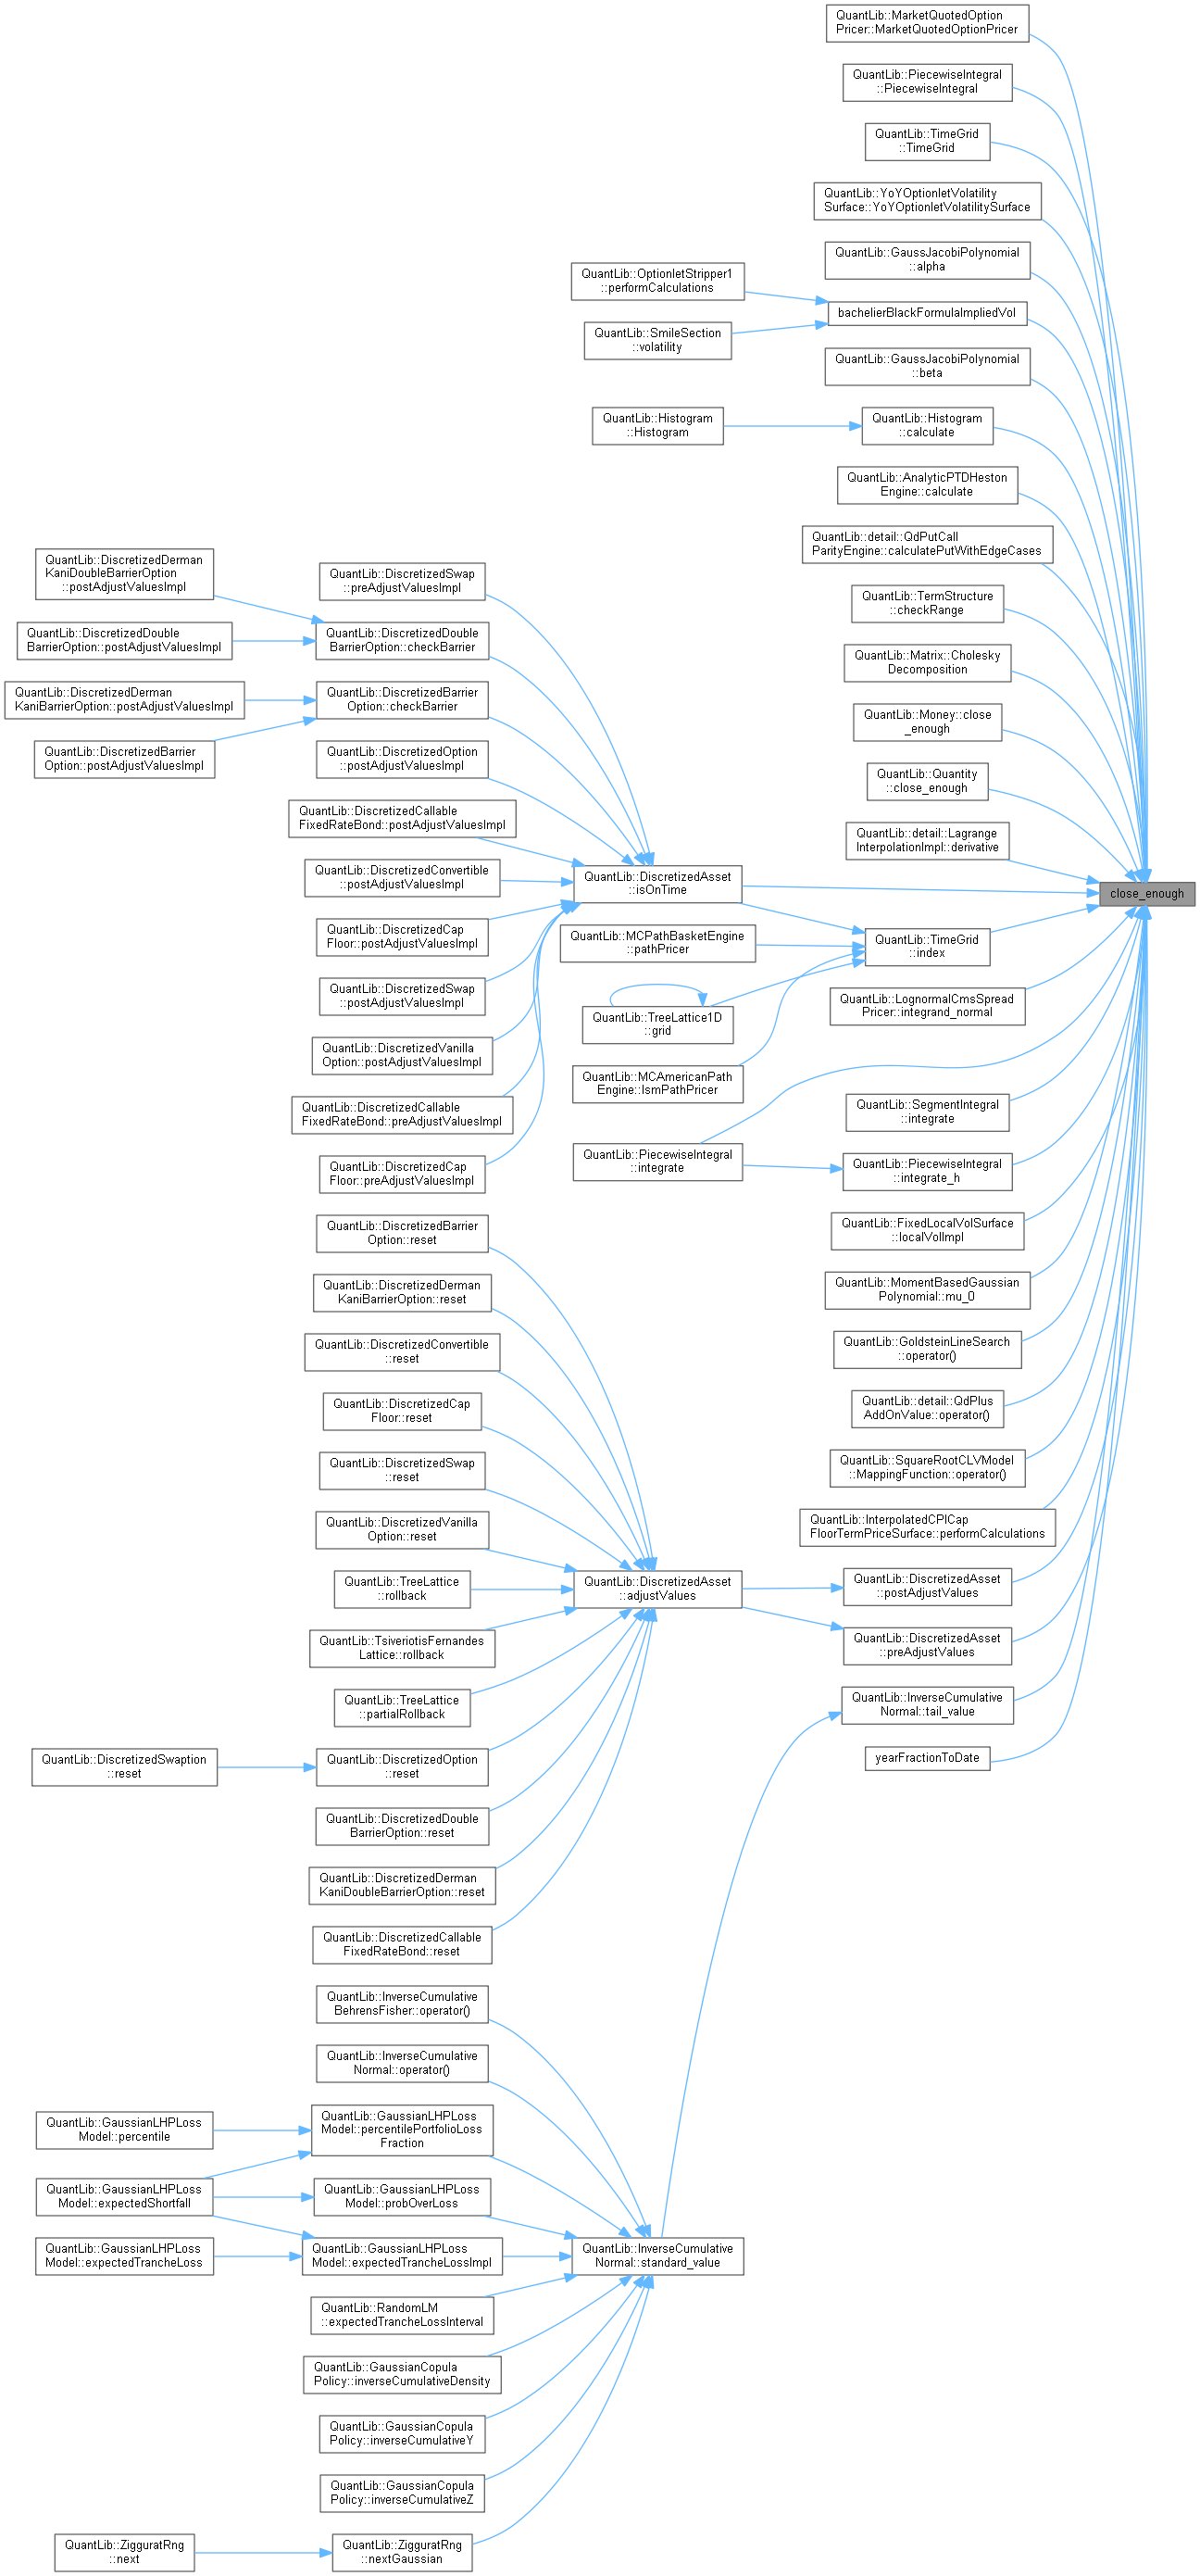 QuantLib::MarketQuotedOption
Pricer::MarketQuotedOptionPricer
QuantLib::PiecewiseIntegral
::PiecewiseIntegral
QuantLib::TimeGrid
::TimeGrid
QuantLib::YoYOptionletVolatility
Surface::YoYOptionletVolatilitySurface
QuantLib::GaussJacobiPolynomial
::alpha
QuantLib::OptionletStripper1
::performCalculations
bachelierBlackFormulaImpliedVol
QuantLib::SmileSection
::volatility
QuantLib::GaussJacobiPolynomial
::beta
QuantLib::Histogram
::Histogram
QuantLib::Histogram
::calculate
QuantLib::AnalyticPTDHeston
Engine::calculate
QuantLib::detail::QdPutCall
ParityEngine::calculatePutWithEdgeCases
QuantLib::TermStructure
::checkRange
QuantLib::Matrix::Cholesky
Decomposition
QuantLib::Money::close
_enough
QuantLib::Quantity
::close_enough
QuantLib::detail::Lagrange
InterpolationImpl::derivative
close_enough
QuantLib::DiscretizedDerman
KaniDoubleBarrierOption
::postAdjustValuesImpl
QuantLib::DiscretizedSwap
::preAdjustValuesImpl
QuantLib::DiscretizedDouble
BarrierOption::postAdjustValuesImpl
QuantLib::DiscretizedDouble
BarrierOption::checkBarrier
QuantLib::DiscretizedDerman
KaniBarrierOption::postAdjustValuesImpl
QuantLib::DiscretizedBarrier
Option::checkBarrier
QuantLib::DiscretizedBarrier
Option::postAdjustValuesImpl
QuantLib::DiscretizedOption
::postAdjustValuesImpl
QuantLib::DiscretizedCallable
FixedRateBond::postAdjustValuesImpl
QuantLib::DiscretizedConvertible
::postAdjustValuesImpl
QuantLib::DiscretizedAsset
::isOnTime
QuantLib::DiscretizedCap
Floor::postAdjustValuesImpl
QuantLib::MCPathBasketEngine
::pathPricer
QuantLib::TimeGrid
::index
QuantLib::DiscretizedSwap
::postAdjustValuesImpl
QuantLib::TreeLattice1D
::grid
QuantLib::LognormalCmsSpread
Pricer::integrand_normal
QuantLib::DiscretizedVanilla
Option::postAdjustValuesImpl
QuantLib::MCAmericanPath
Engine::lsmPathPricer
QuantLib::DiscretizedCallable
FixedRateBond::preAdjustValuesImpl
QuantLib::SegmentIntegral
::integrate
QuantLib::DiscretizedCap
Floor::preAdjustValuesImpl
QuantLib::PiecewiseIntegral
::integrate
QuantLib::PiecewiseIntegral
::integrate_h
QuantLib::DiscretizedBarrier
Option::reset
QuantLib::FixedLocalVolSurface
::localVolImpl
QuantLib::DiscretizedDerman
KaniBarrierOption::reset
QuantLib::MomentBasedGaussian
Polynomial::mu_0
QuantLib::DiscretizedConvertible
::reset
QuantLib::GoldsteinLineSearch
::operator()
QuantLib::DiscretizedCap
Floor::reset
QuantLib::detail::QdPlus
AddOnValue::operator()
QuantLib::DiscretizedSwap
::reset
QuantLib::SquareRootCLVModel
::MappingFunction::operator()
QuantLib::DiscretizedVanilla
Option::reset
QuantLib::InterpolatedCPICap
FloorTermPriceSurface::performCalculations
QuantLib::TreeLattice
::rollback
QuantLib::DiscretizedAsset
::adjustValues
QuantLib::DiscretizedAsset
::postAdjustValues
QuantLib::TsiveriotisFernandes
Lattice::rollback
QuantLib::DiscretizedAsset
::preAdjustValues
QuantLib::TreeLattice
::partialRollback
QuantLib::InverseCumulative
Normal::tail_value
QuantLib::DiscretizedSwaption
::reset
QuantLib::DiscretizedOption
::reset
yearFractionToDate
QuantLib::DiscretizedDouble
BarrierOption::reset
QuantLib::DiscretizedDerman
KaniDoubleBarrierOption::reset
QuantLib::DiscretizedCallable
FixedRateBond::reset
QuantLib::InverseCumulative
BehrensFisher::operator()
QuantLib::InverseCumulative
Normal::operator()
QuantLib::GaussianLHPLoss
Model::percentile
QuantLib::GaussianLHPLoss
Model::percentilePortfolioLoss
Fraction
QuantLib::GaussianLHPLoss
Model::expectedShortfall
QuantLib::GaussianLHPLoss
Model::probOverLoss
QuantLib::GaussianLHPLoss
Model::expectedTrancheLoss
QuantLib::GaussianLHPLoss
Model::expectedTrancheLossImpl
QuantLib::InverseCumulative
Normal::standard_value
QuantLib::RandomLM
::expectedTrancheLossInterval
QuantLib::GaussianCopula
Policy::inverseCumulativeDensity
QuantLib::GaussianCopula
Policy::inverseCumulativeY
QuantLib::GaussianCopula
Policy::inverseCumulativeZ
QuantLib::ZigguratRng
::next
QuantLib::ZigguratRng
::nextGaussian